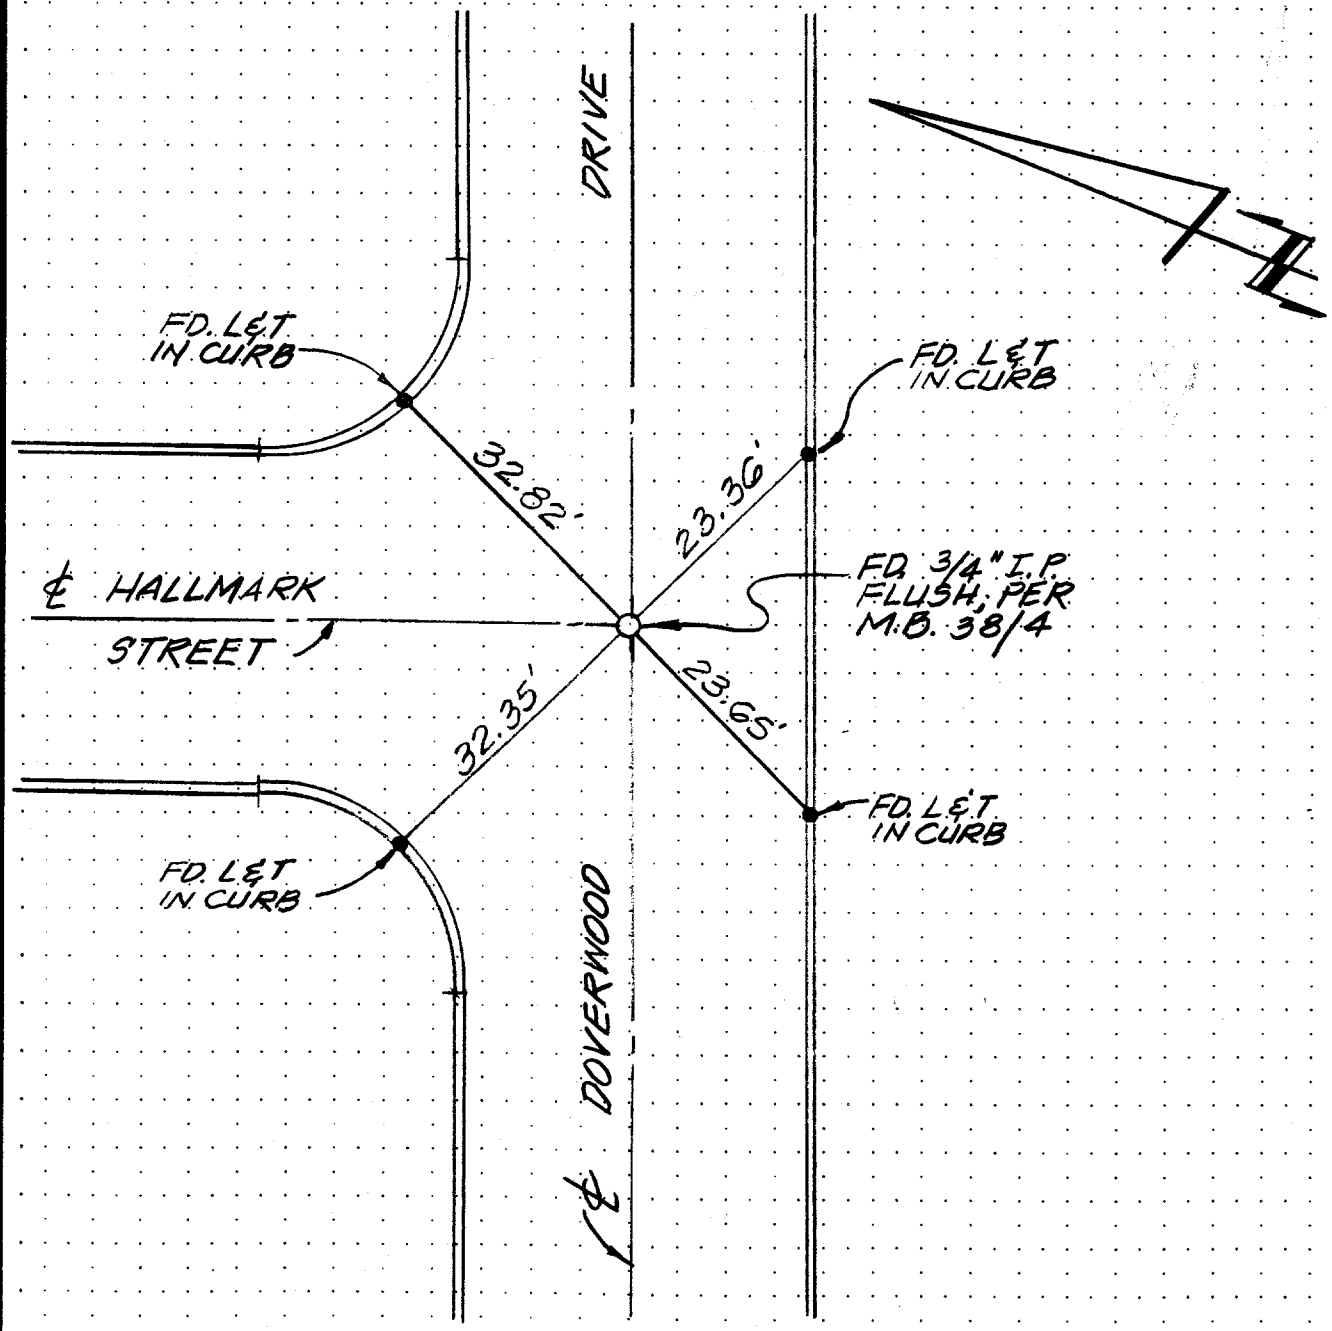 DRIVE
FD. L&T
IN CURB
FD. L&T
IN CURB
32.82'
23.36'
FD. 3/4" I.P.
FLUSH, PER
M.B. 38/4
℄ HALLMARK
STREET
32.35'
23.65'
FD. L&T
IN CURB
FD. L&T
IN CURB
℄ DOVERWOOD
N